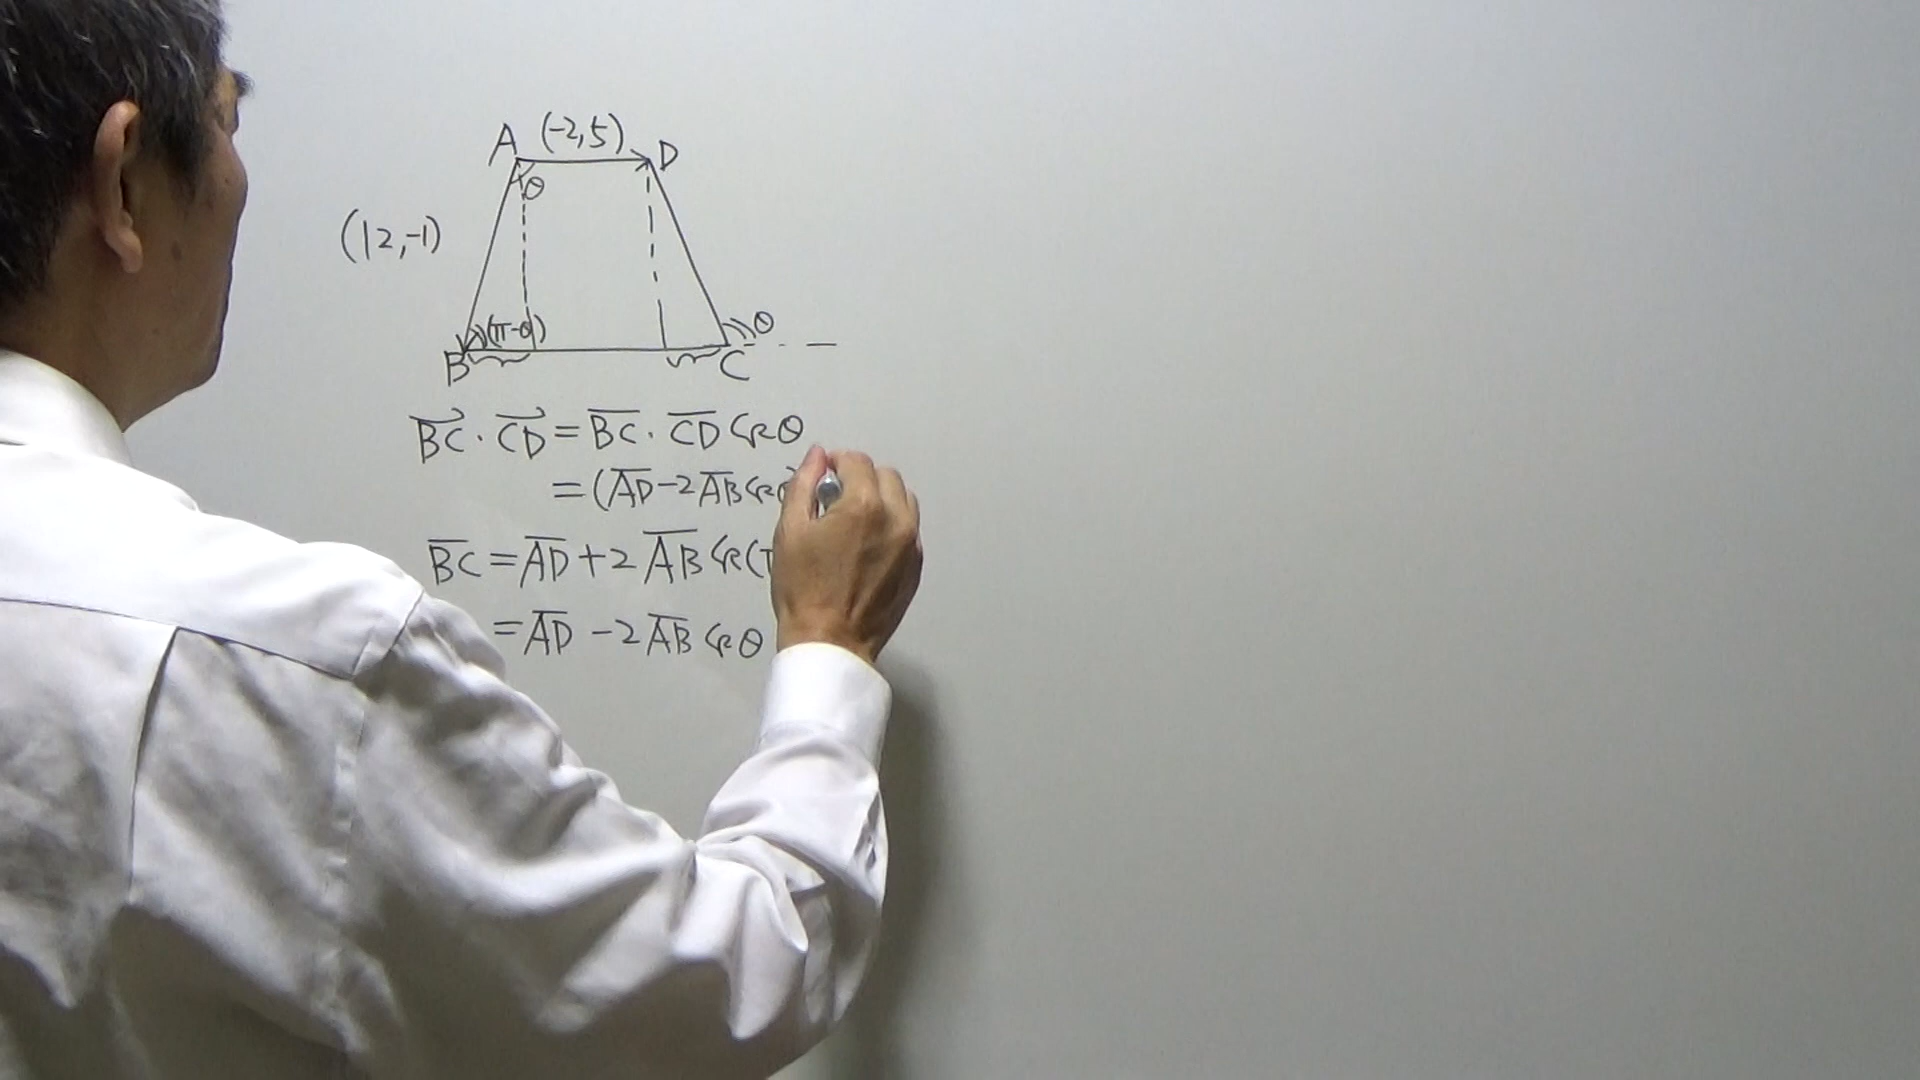 A (-2,5) D
θ
(12,-1)
(π-θ) θ
B C
BC · CD = BC · CD cosθ
= (AD - 2AB cosθ)
BC = AD + 2 AB cos(π
= AD - 2 AB cosθ